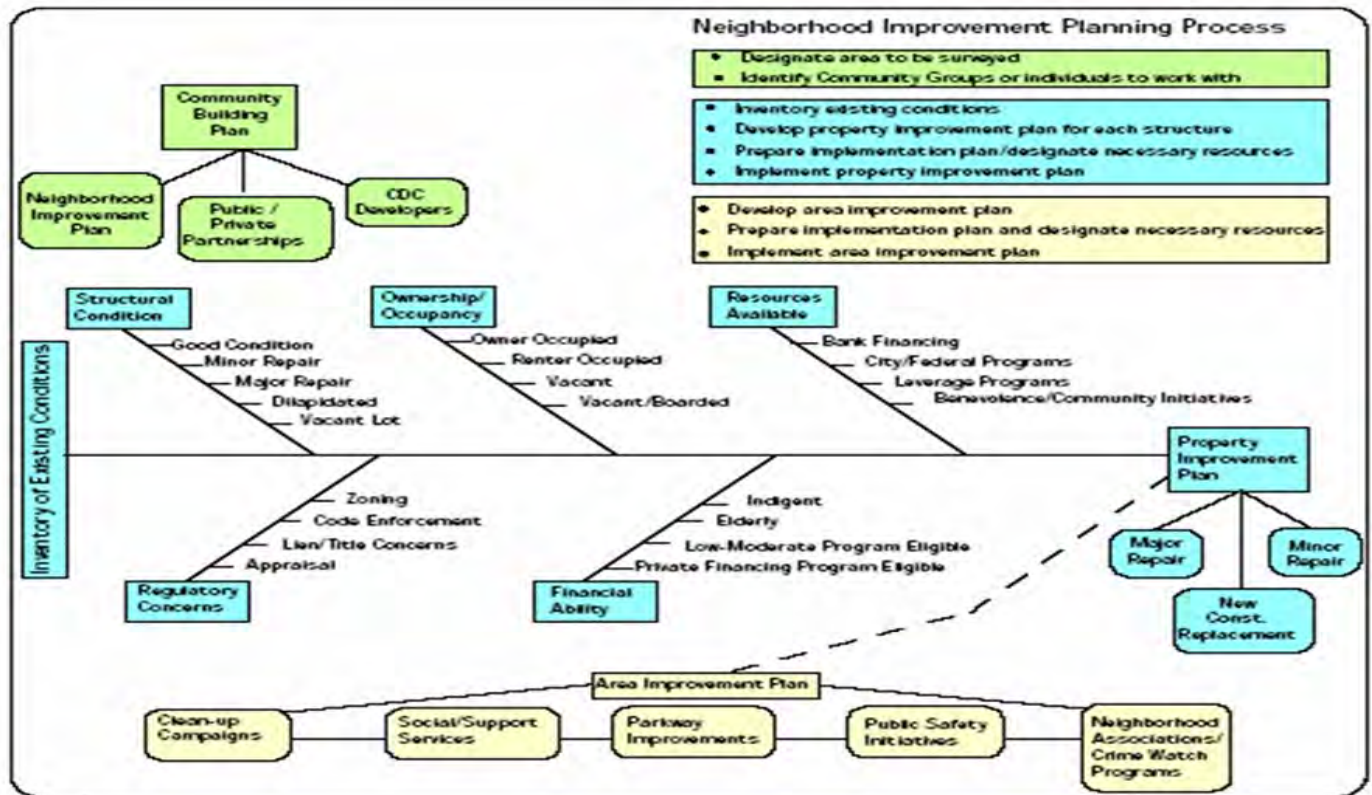 Neighborhood Improvement Planning Process
• Designate area to be surveyed
• Identify Community Groups or individuals to work with
• Inventory existing conditions
• Develop property improvement plan for each structure
• Prepare implementation plan/designate necessary resources
• Implement property improvement plan
• Develop area improvement plan
• Prepare implementation plan and designate necessary resources
• Implement area improvement plan
Community
Building
Plan
Neighborhood
Improvement
Plan
Public /
Private
Partnerships
CDC
Developers
Inventory of Existing Conditions
Structural
Condition
Good Condition
Minor Repair
Major Repair
Dilapidated
Vacant Lot
Ownership/
Occupancy
Owner Occupied
Renter Occupied
Vacant
Vacant/Boarded
Resources
Available
Bank Financing
City/Federal Programs
Leverage Programs
Benevolence/Community Initiatives
Zoning
Code Enforcement
Lien/Title Concerns
Appraisal
Regulatory
Concerns
Indigent
Elderly
Low-Moderate Program Eligible
Private Financing Program Eligible
Financial
Ability
Property
Improvement
Plan
Major
Repair
Minor
Repair
New
Const.
Replacement
Area Improvement Plan
Clean-up
Campaigns
Social/Support
Services
Parkway
Improvements
Public Safety
Initiatives
Neighborhood
Associations/
Crime Watch
Programs